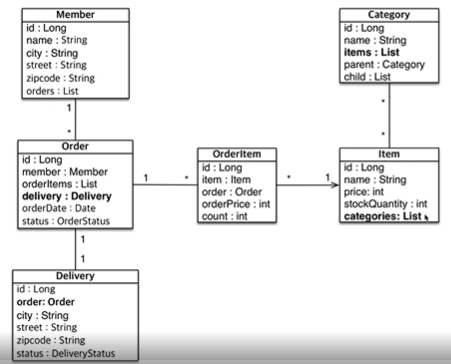 Member
id : Long
name : String
city : String
street : String
zipcode : String
orders : List
Category
id : Long
name : String
items : List
parent : Category
child : List
1
*
*
*
Order
id : Long
member : Member
orderItems : List
delivery : Delivery
orderDate : Date
status : OrderStatus
1
*
OrderItem
id : Long
item : Item
order : Order
orderPrice : int
count : int
*
1
Item
id : Long
name : String
price: int
stockQuantity : int
categories: List
1
1
Delivery
id : Long
order: Order
city : String
street : String
zipcode : String
status : DeliveryStatus